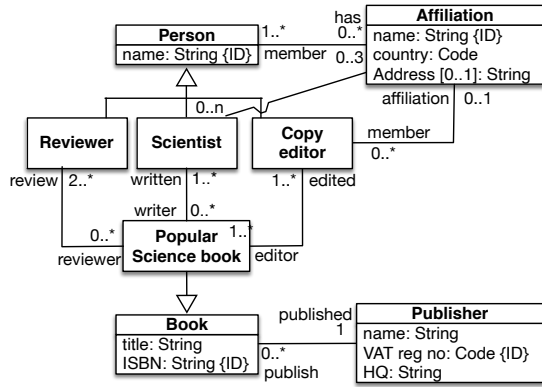 Person
name: String {ID}
1..*
member
has
0..*
0..3
Affiliation
name: String {ID}
country: Code
Address [0..1]: String
affiliation
0..1
0..n
Reviewer
Scientist
Copy
editor
member
0..*
review
2..*
written
1..*
1..*
edited
writer
0..*
0..*
reviewer
Popular
Science book
1..*
editor
Book
title: String
ISBN: String {ID}
published
1
0..*
publish
Publisher
name: String
VAT reg no: Code {ID}
HQ: String